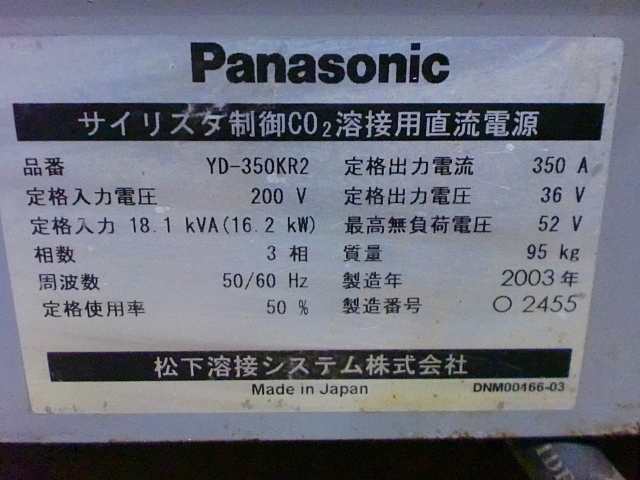 Panasonic
サイリスタ制御CO₂溶接用直流電源
品番 YD-350KR2 定格出力電流 350 A
定格入力電圧 200 V 定格出力電圧 36 V
定格入力 18.1 kVA(16.2 kW) 最高無負荷電圧 52 V
相数 3 相 質量 95 kg
周波数 50/60 Hz 製造年 2003 年
定格使用率 50 % 製造番号 O 2455
松下溶接システム株式会社
Made in Japan DNM00466-03